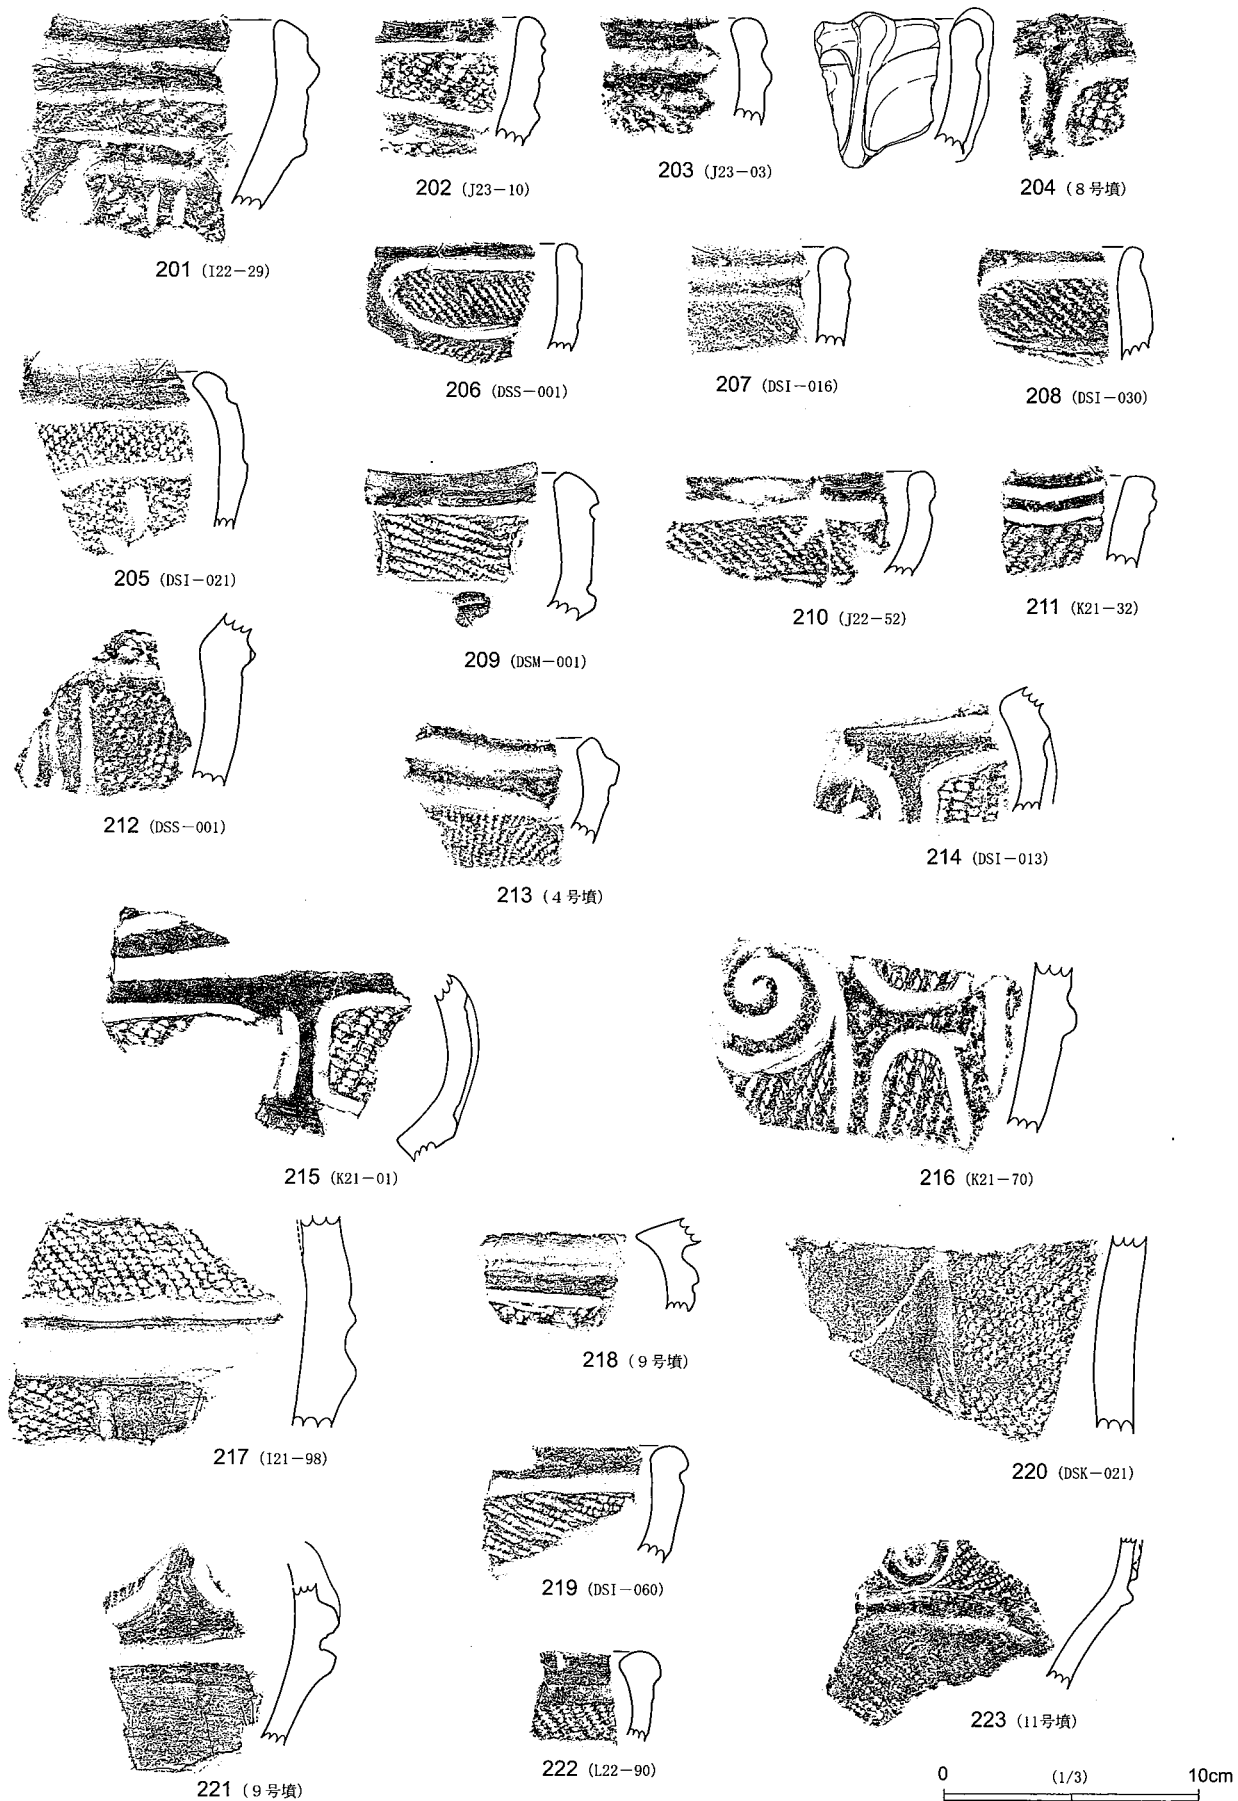 201 (I22-29)
202 (J23-10)
203 (J23-03)
204 (8号墳)
205 (DSI-021)
206 (DSS-001)
207 (DSI-016)
208 (DSI-030)
209 (DSM-001)
210 (J22-52)
211 (K21-32)
212 (DSS-001)
213 (4号墳)
214 (DSI-013)
215 (K21-01)
216 (K21-70)
217 (I21-98)
218 (9号墳)
219 (DSI-060)
220 (DSK-021)
221 (9号墳)
222 (L22-90)
223 (11号墳)
0 (1/3) 10cm